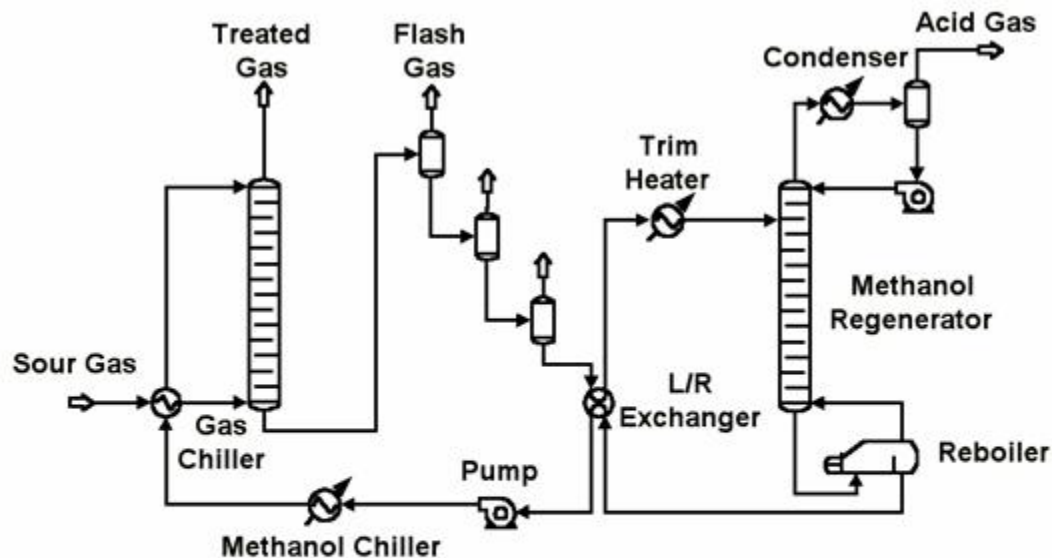 Treated
Gas
Flash
Gas
Acid Gas
Condenser
Trim
Heater
Methanol
Regenerator
Sour Gas
Gas
Chiller
L/R
Exchanger
Reboiler
Pump
Methanol Chiller